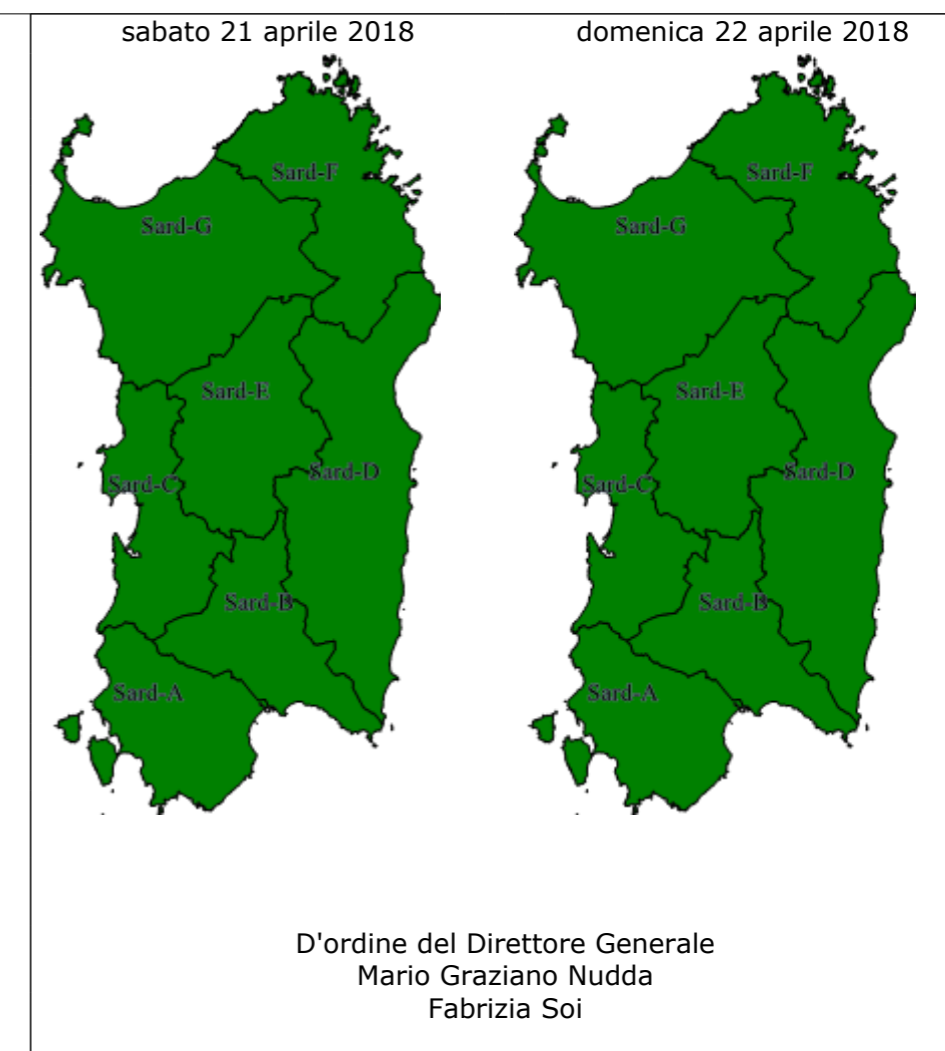 sabato 21 aprile 2018
domenica 22 aprile 2018
Sard-F
Sard-G
Sard-E
Sard-D
Sard-C
Sard-B
Sard-A
Sard-F
Sard-G
Sard-E
Sard-D
Sard-C
Sard-B
Sard-A
D'ordine del Direttore Generale
Mario Graziano Nudda
Fabrizia Soi